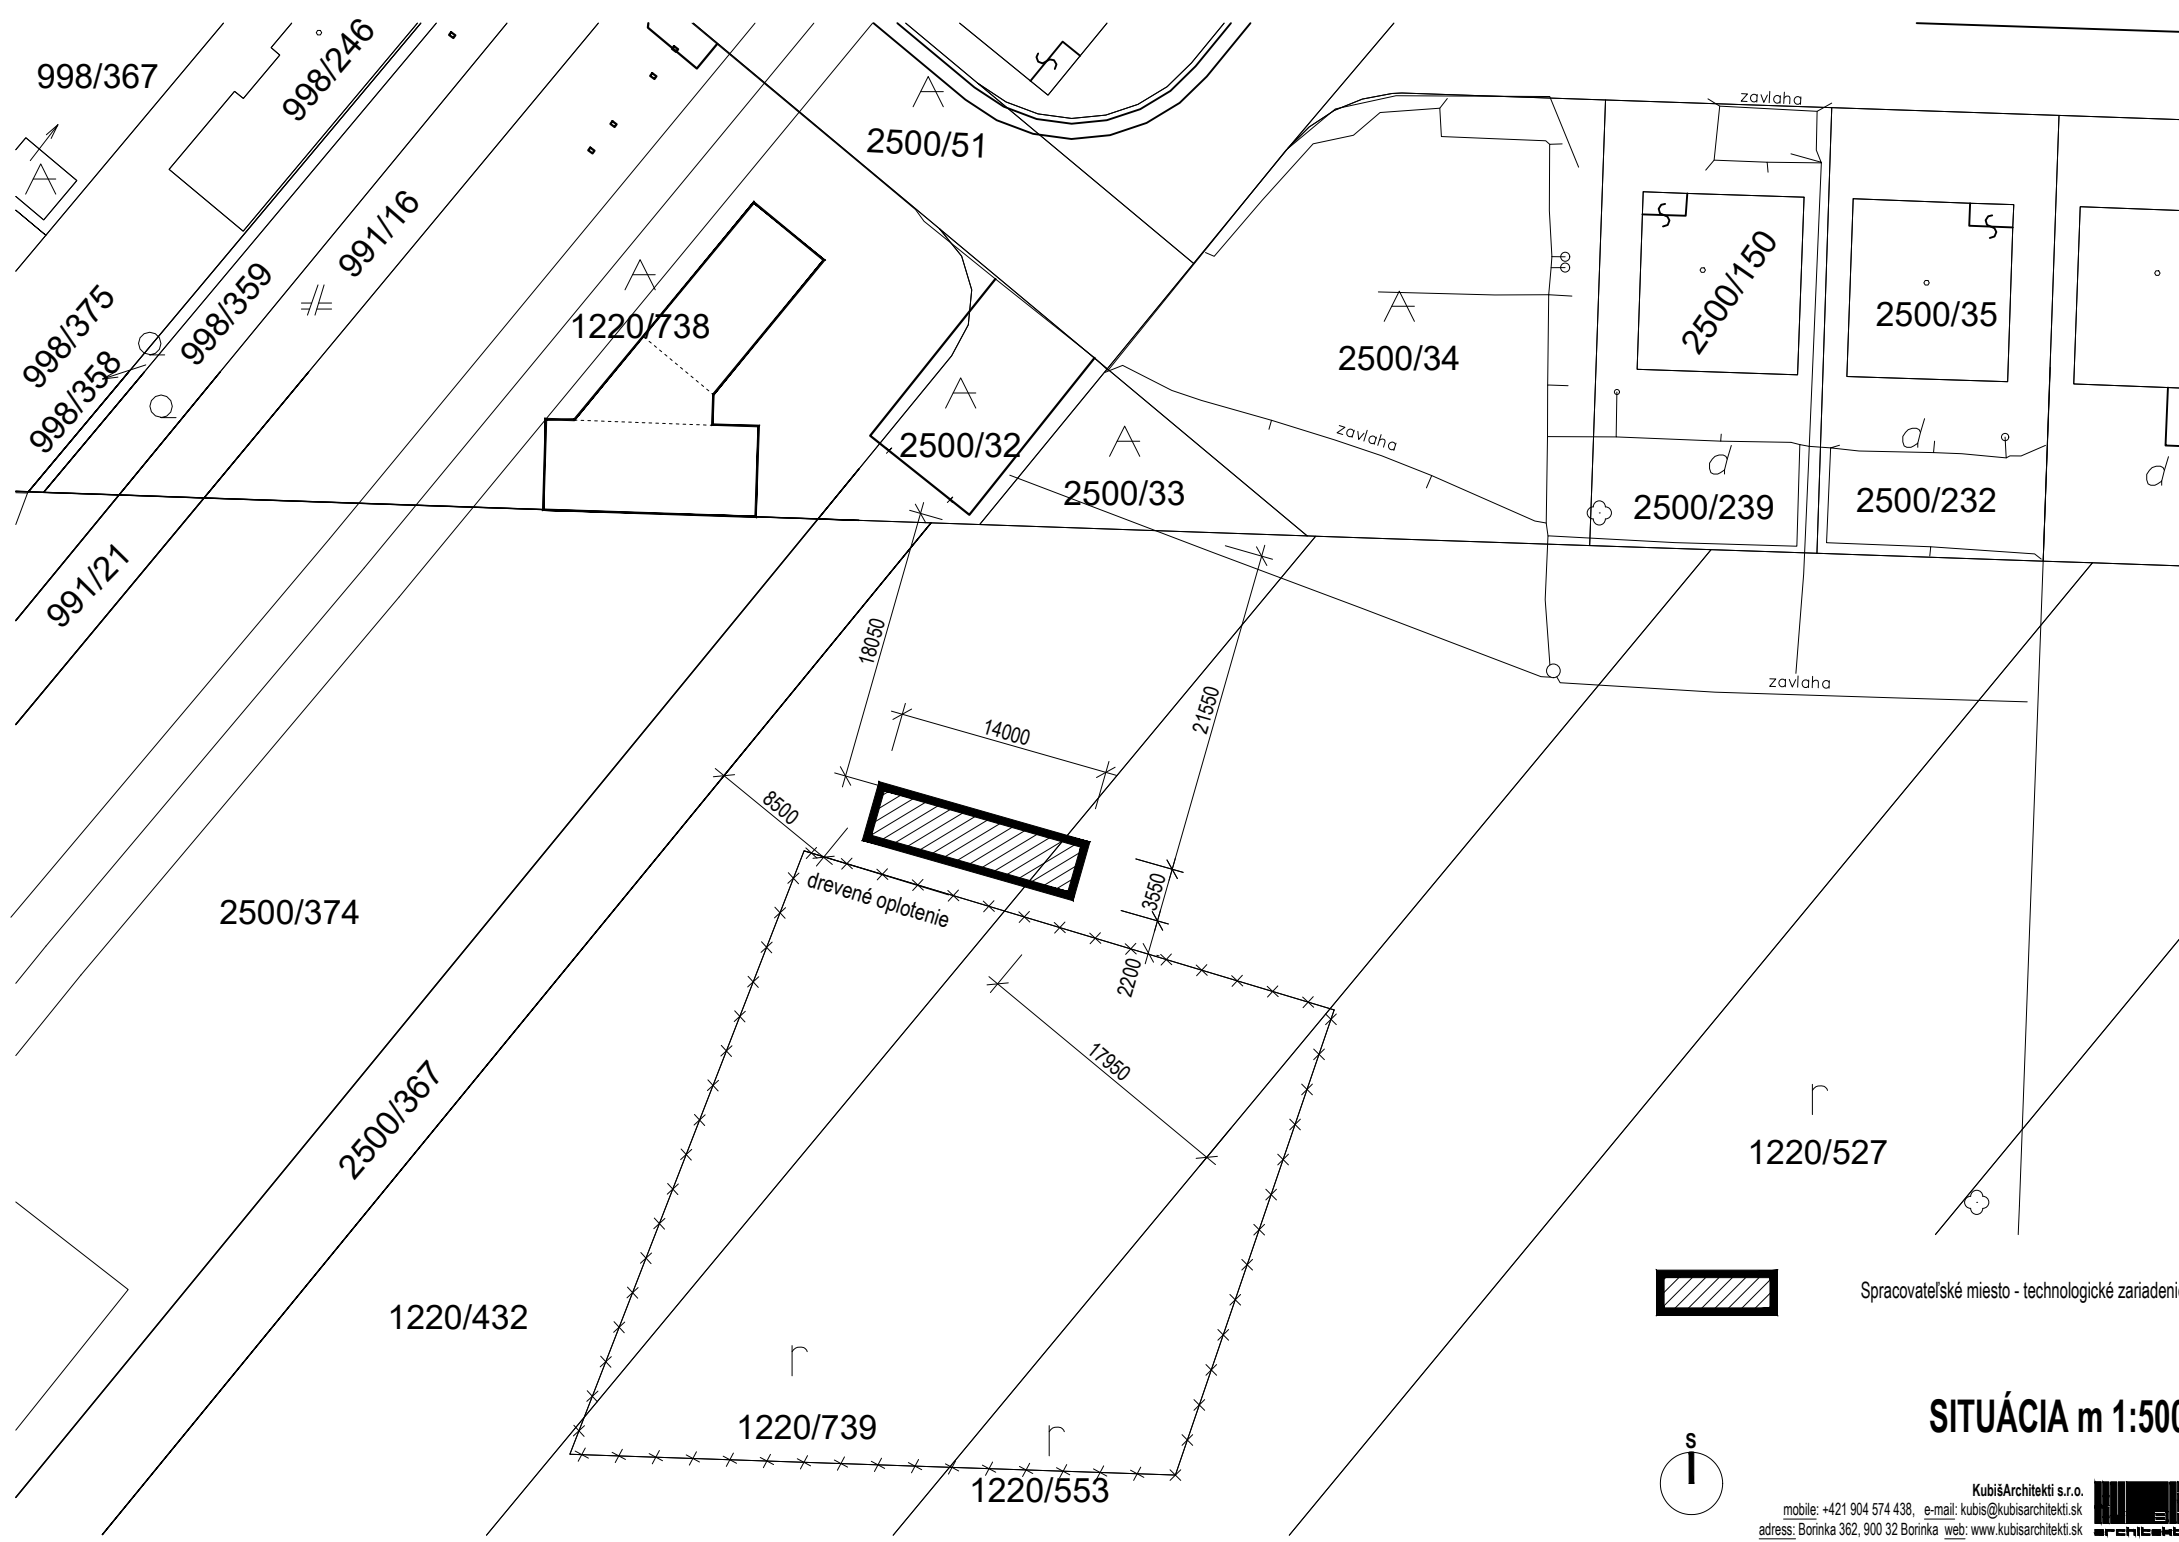 998/367
998/246
zavlaha
2500/51
991/16
998/359
2500/150
998/375
1220/738
2500/35
998/358
2500/34
zavlaha
2500/32
2500/33
2500/239
2500/232
991/21
18050
21550
zavlaha
14000
8500
drevené oplotenie
3550
2500/374
2200
17950
2500/367
r
1220/527
Spracovateľské miesto - technologické zariadeni
1220/432
r
1220/739
r
1220/553
SITUÁCIA m 1:500
S
KubišArchitekti s.r.o.
mobile: +421 904 574 438, e-mail: kubis@kubisarchitekti.sk
adress: Borinka 362, 900 32 Borinka web: www.kubisarchitekti.sk